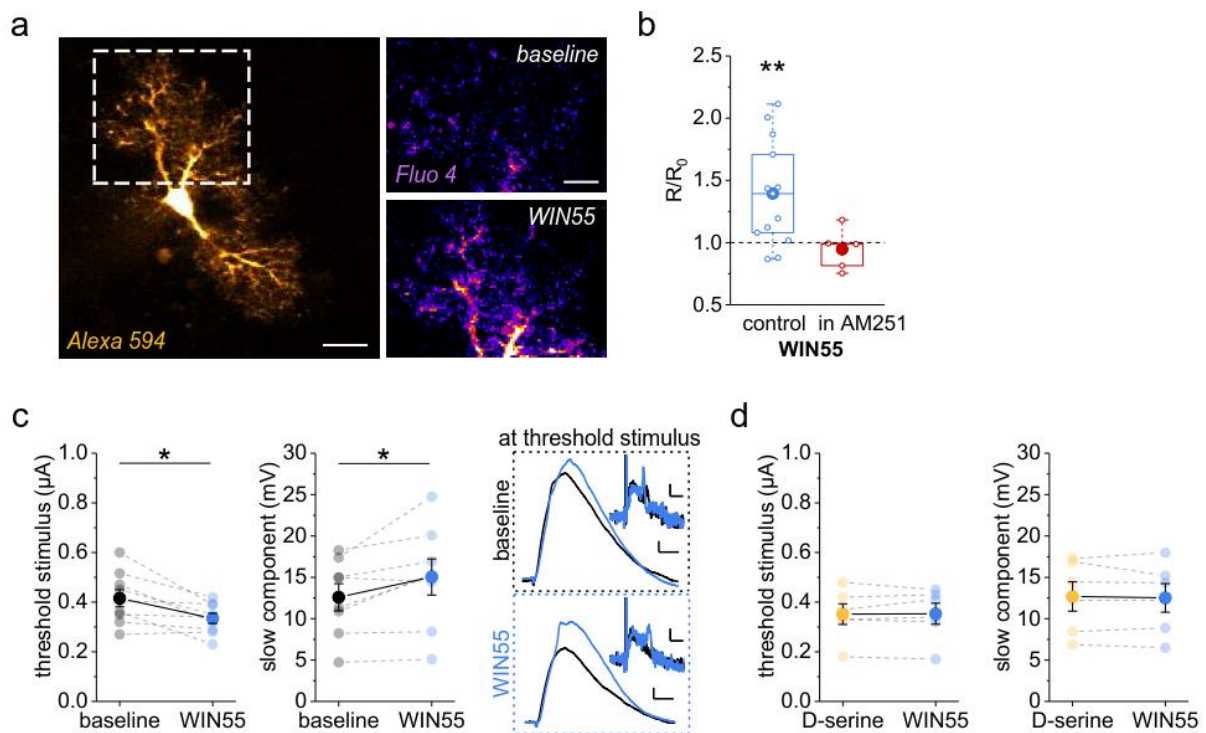 a
baseline
Fluo 4
WIN55
Alexa 594
b
**
2.5
2.0
1.5
1.0
0.5
R/R0
control in AM251
WIN55
c
*
1.0
0.8
0.6
0.4
0.2
0.0
threshold stimulus (μA)
baseline WIN55
*
30
25
20
15
10
5
0
slow component (mV)
baseline WIN55
at threshold stimulus
baseline
WIN55
d
1.0
0.8
0.6
0.4
0.2
0.0
threshold stimulus (μA)
D-serine WIN55
30
25
20
15
10
5
0
slow component (mV)
D-serine WIN55